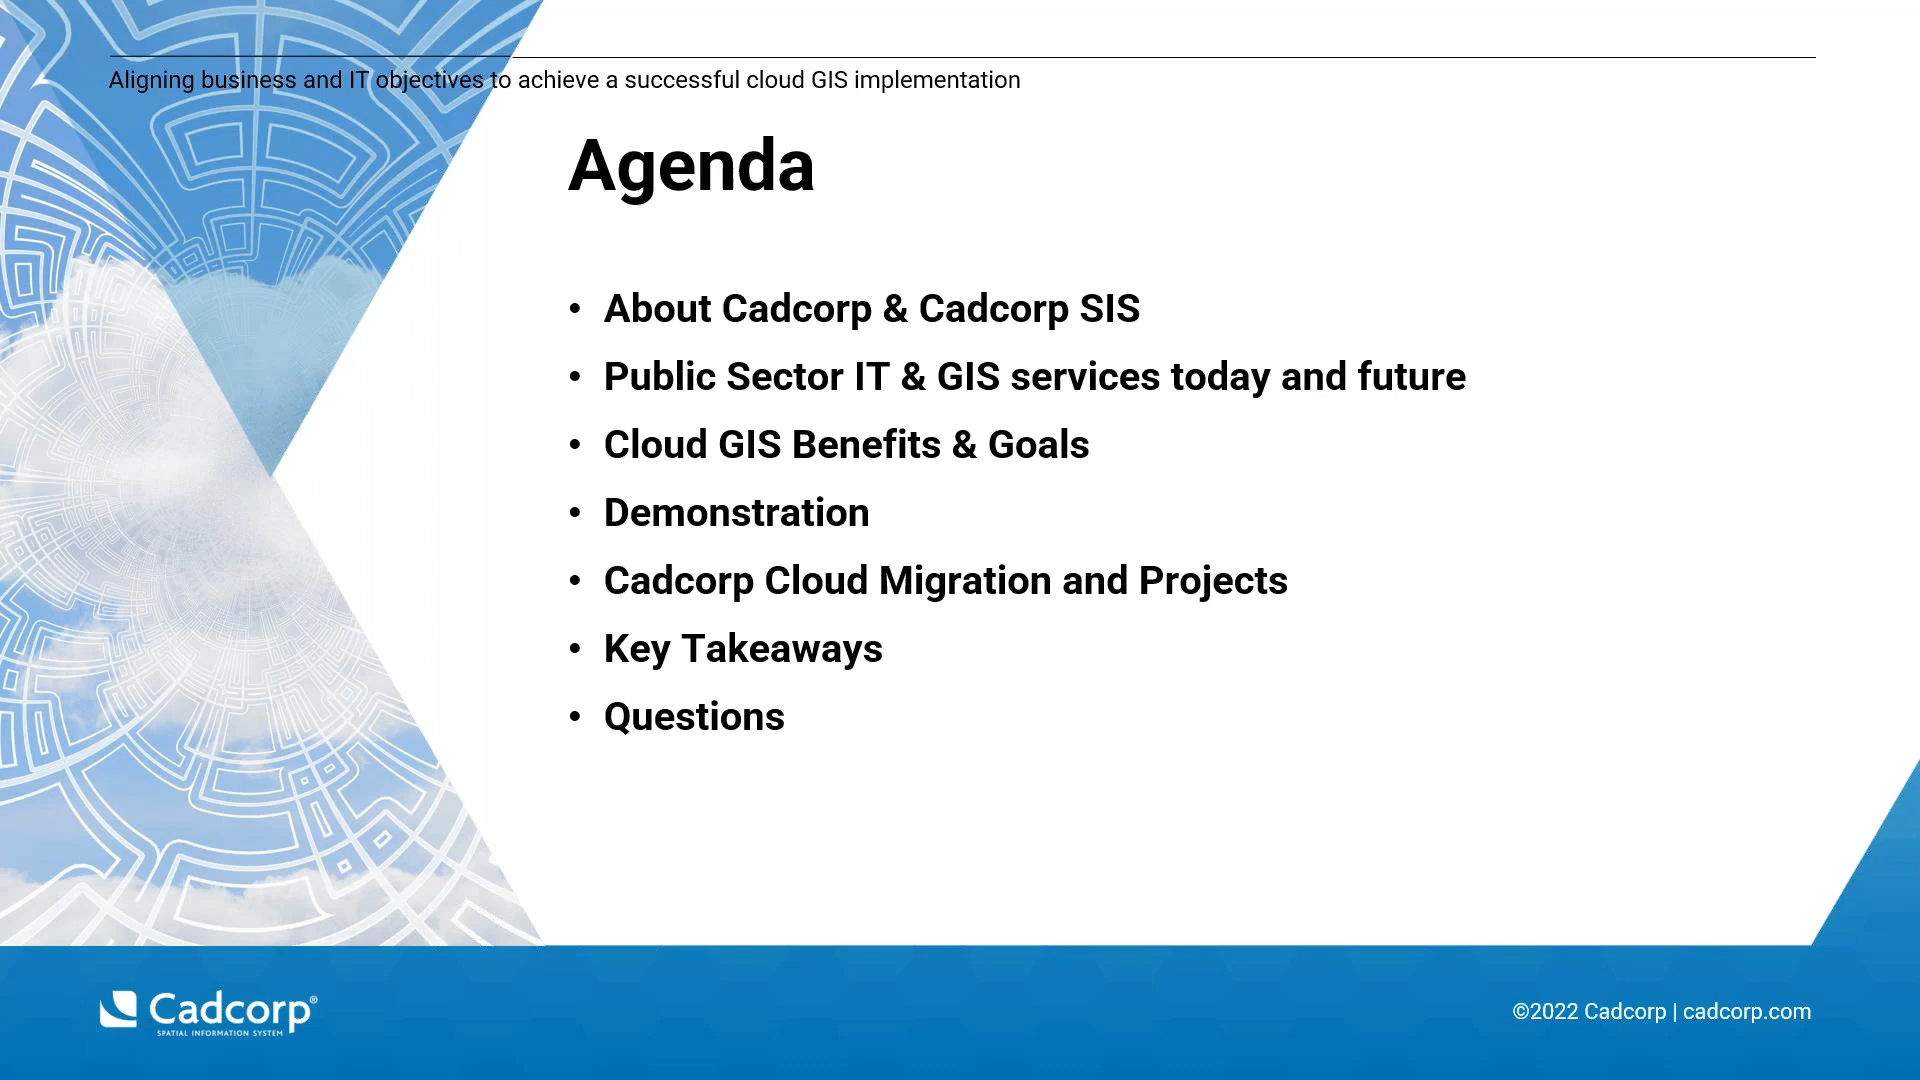 Aligning business and IT objectives to achieve a successful cloud GIS implementation
Agenda
• About Cadcorp & Cadcorp SIS
• Public Sector IT & GIS services today and future
• Cloud GIS Benefits & Goals
• Demonstration
• Cadcorp Cloud Migration and Projects
• Key Takeaways
• Questions
Cadcorp®
SPATIAL INFORMATION SYSTEM
©2022 Cadcorp | cadcorp.com